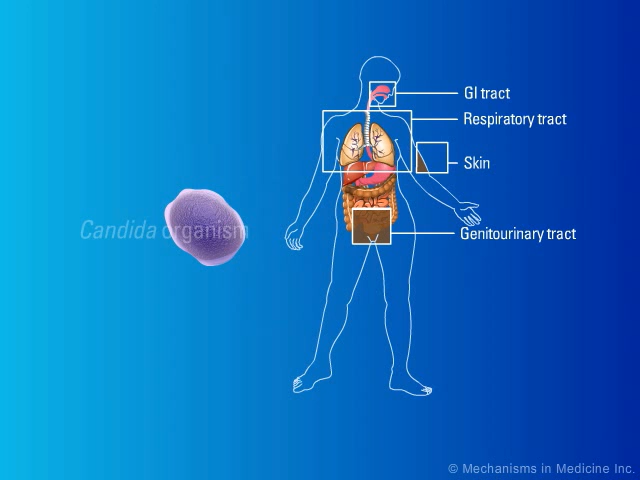 GI tract
Respiratory tract
Skin
Candida organism
Genitourinary tract
© Mechanisms in Medicine Inc.